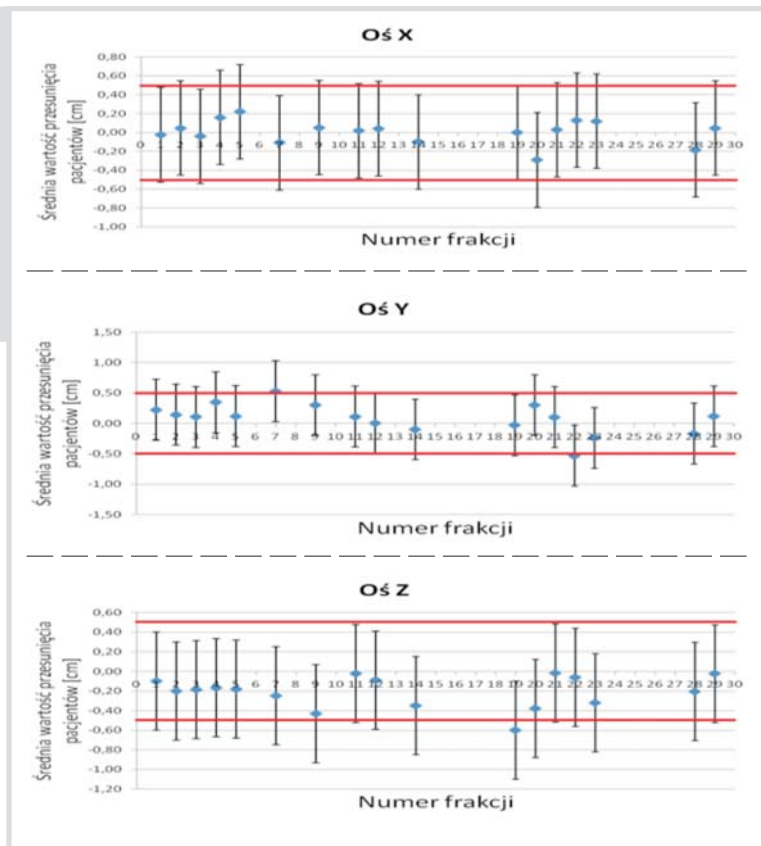 Oś X
Średnia wartość przesunięcia
pacjentów [cm]
0,80
0,60
0,40
0,20
0,00
-0,20
-0,40
-0,60
-0,80
-1,00
0 1 2 3 4 5 6 7 8 9 10 11 12 13 14 15 16 17 18 19 20 21 22 23 24 25 26 27 28 29 30
Numer frakcji
Oś Y
Średnia wartość przesunięcia
pacjentów [cm]
1,50
1,00
0,50
0,00
-0,50
-1,00
-1,50
0 1 2 3 4 5 6 7 8 9 10 11 12 13 14 15 16 17 18 19 20 21 22 23 24 25 26 27 28 29 30
Numer frakcji
Oś Z
Średnia wartość przesunięcia
pacjentów [cm]
0,60
0,40
0,20
0,00
-0,20
-0,40
-0,60
-0,80
-1,00
-1,20
0 1 2 3 4 5 6 7 8 9 10 11 12 13 14 15 16 17 18 19 20 21 22 23 24 25 26 27 28 29 30
Numer frakcji